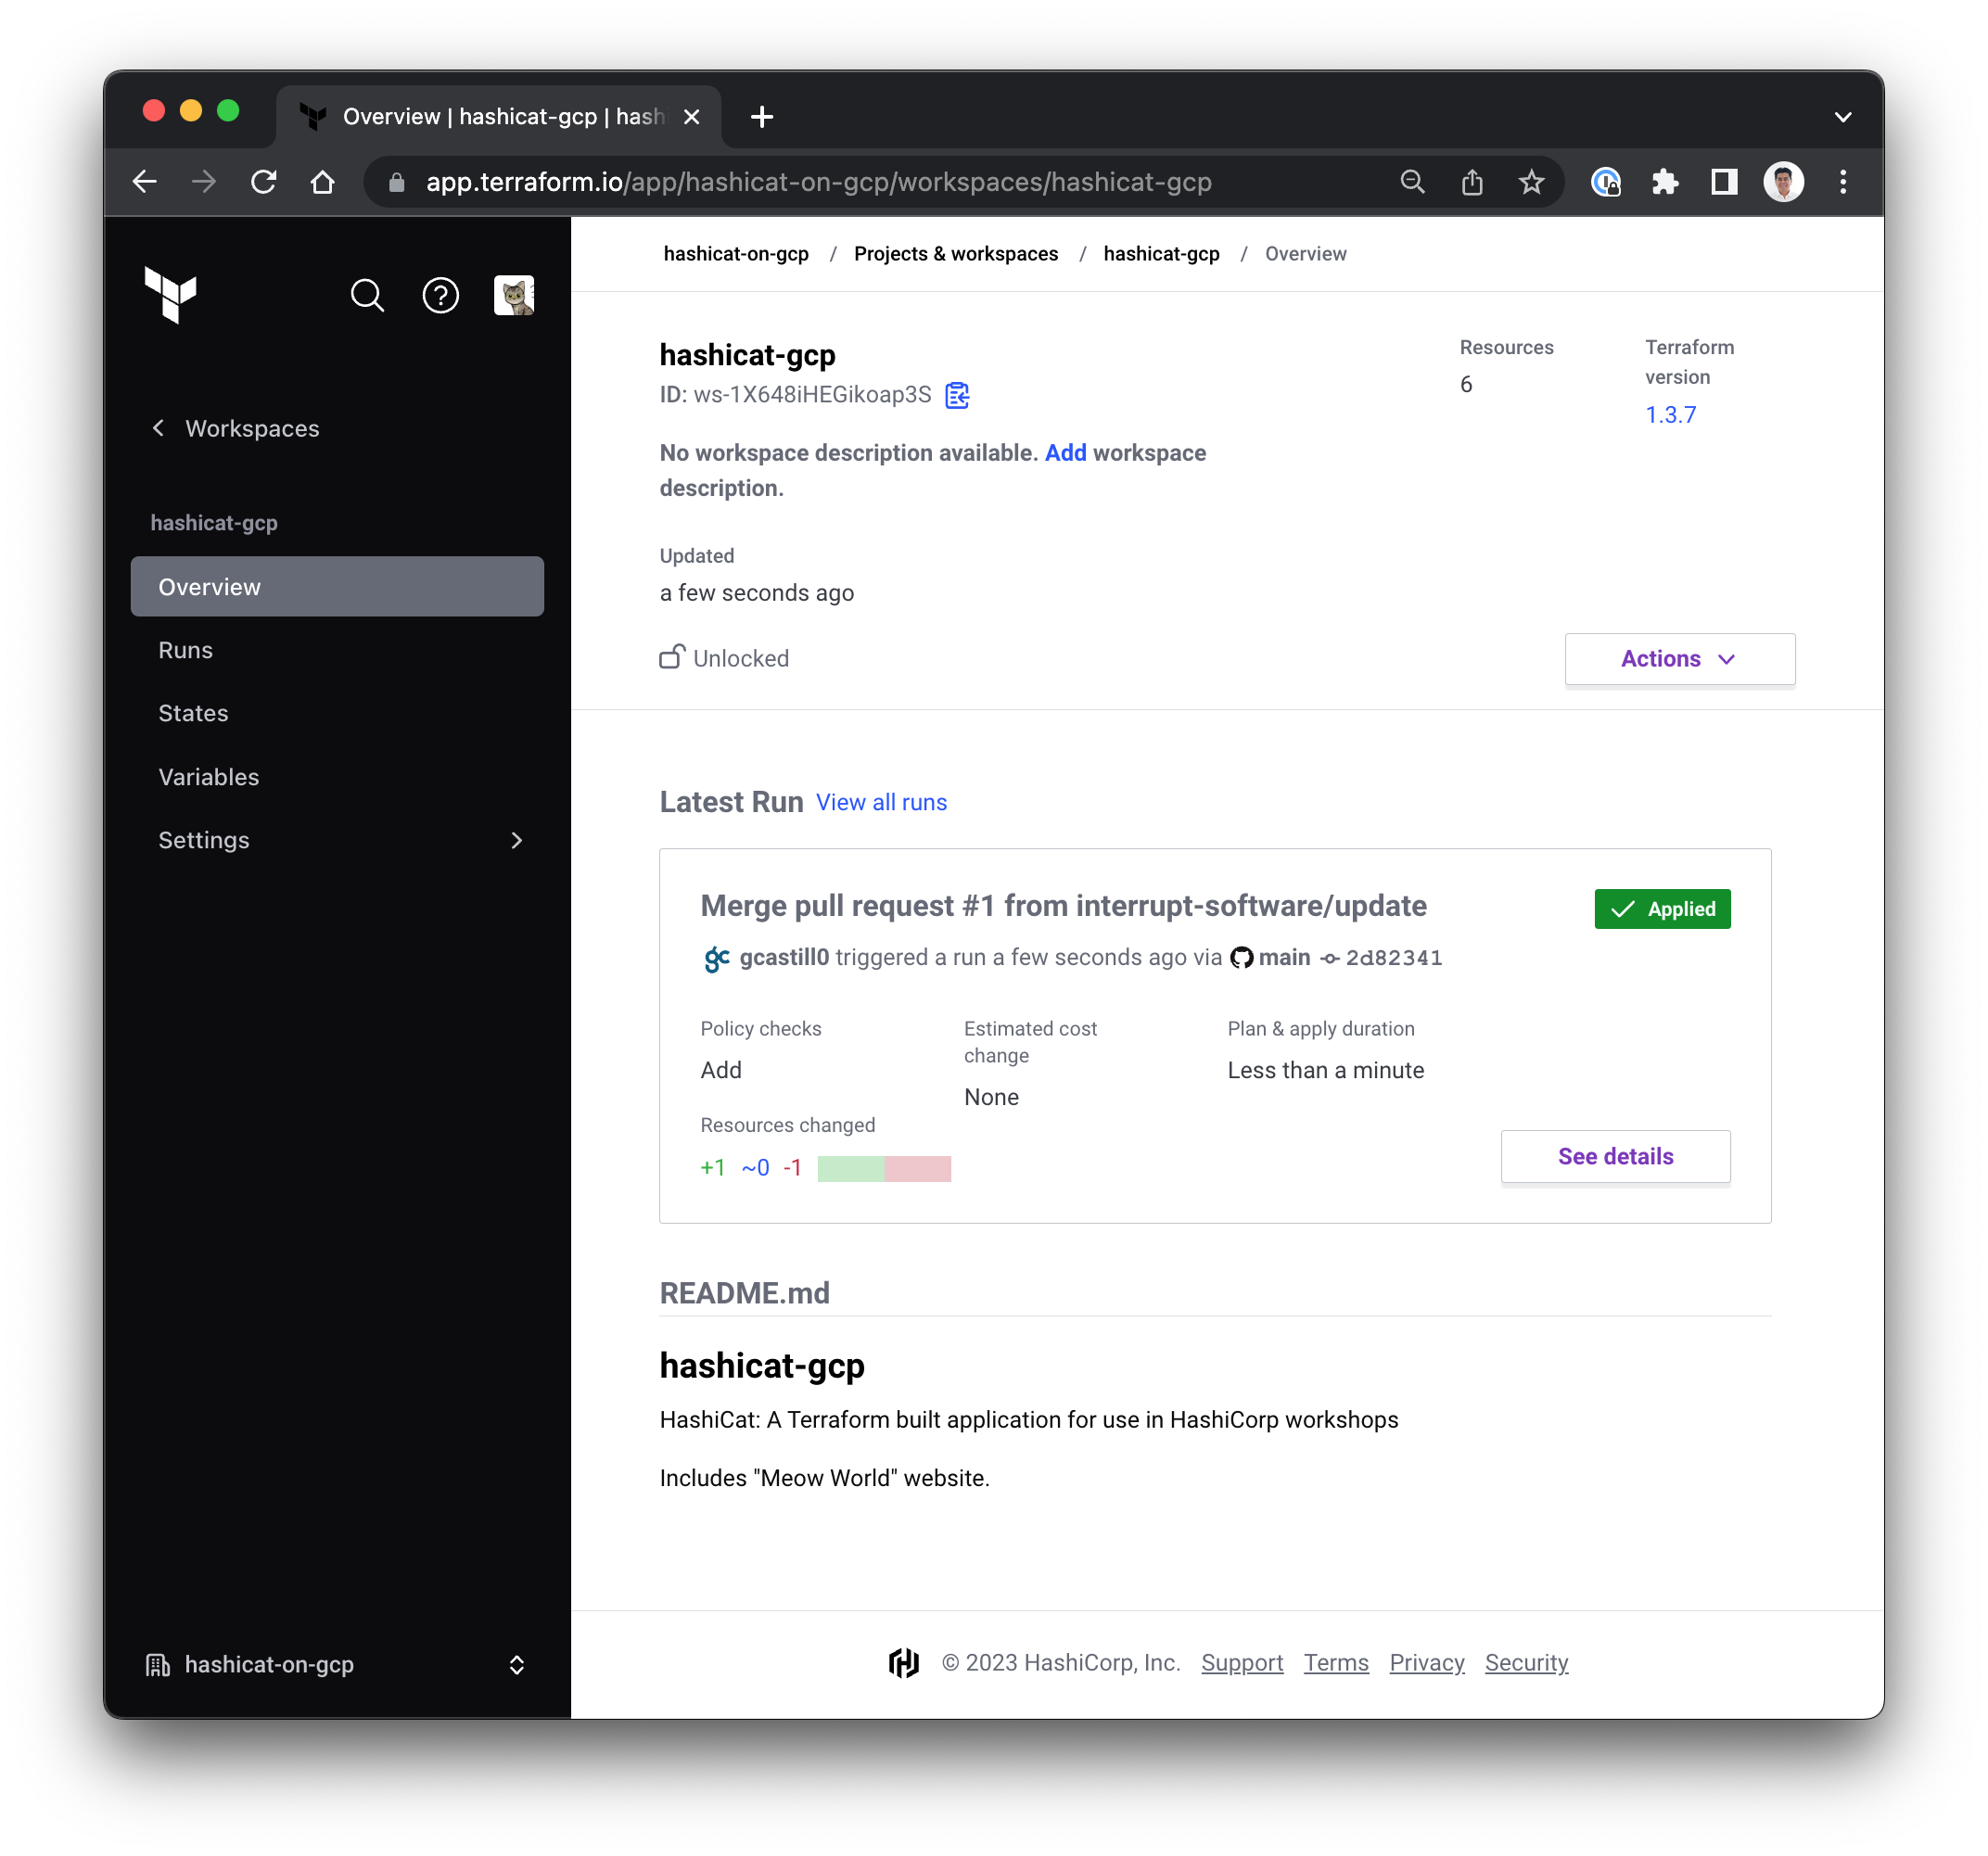 Overview | hashicat-gcp | hash
app.terraform.io/app/hashicat-on-gcp/workspaces/hashicat-gcp
hashicat-on-gcp / Projects & workspaces / hashicat-gcp / Overview
Workspaces
hashicat-gcp
Overview
Runs
States
Variables
Settings
hashicat-on-gcp
hashicat-gcp
ID: ws-1X648iHEGikoap3S
No workspace description available. Add workspace
description.
Resources
6
Terraform
version
1.3.7
Updated
a few seconds ago
Unlocked
Actions
Latest Run View all runs
Merge pull request #1 from interrupt-software/update
Applied
gc gcastill0 triggered a run a few seconds ago via main 2d82341
Policy checks
Add
Estimated cost
change
None
Plan & apply duration
Less than a minute
Resources changed
+1 ~0 -1
See details
README.md
hashicat-gcp
HashiCat: A Terraform built application for use in HashiCorp workshops
Includes "Meow World" website.
© 2023 HashiCorp, Inc. Support Terms Privacy Security